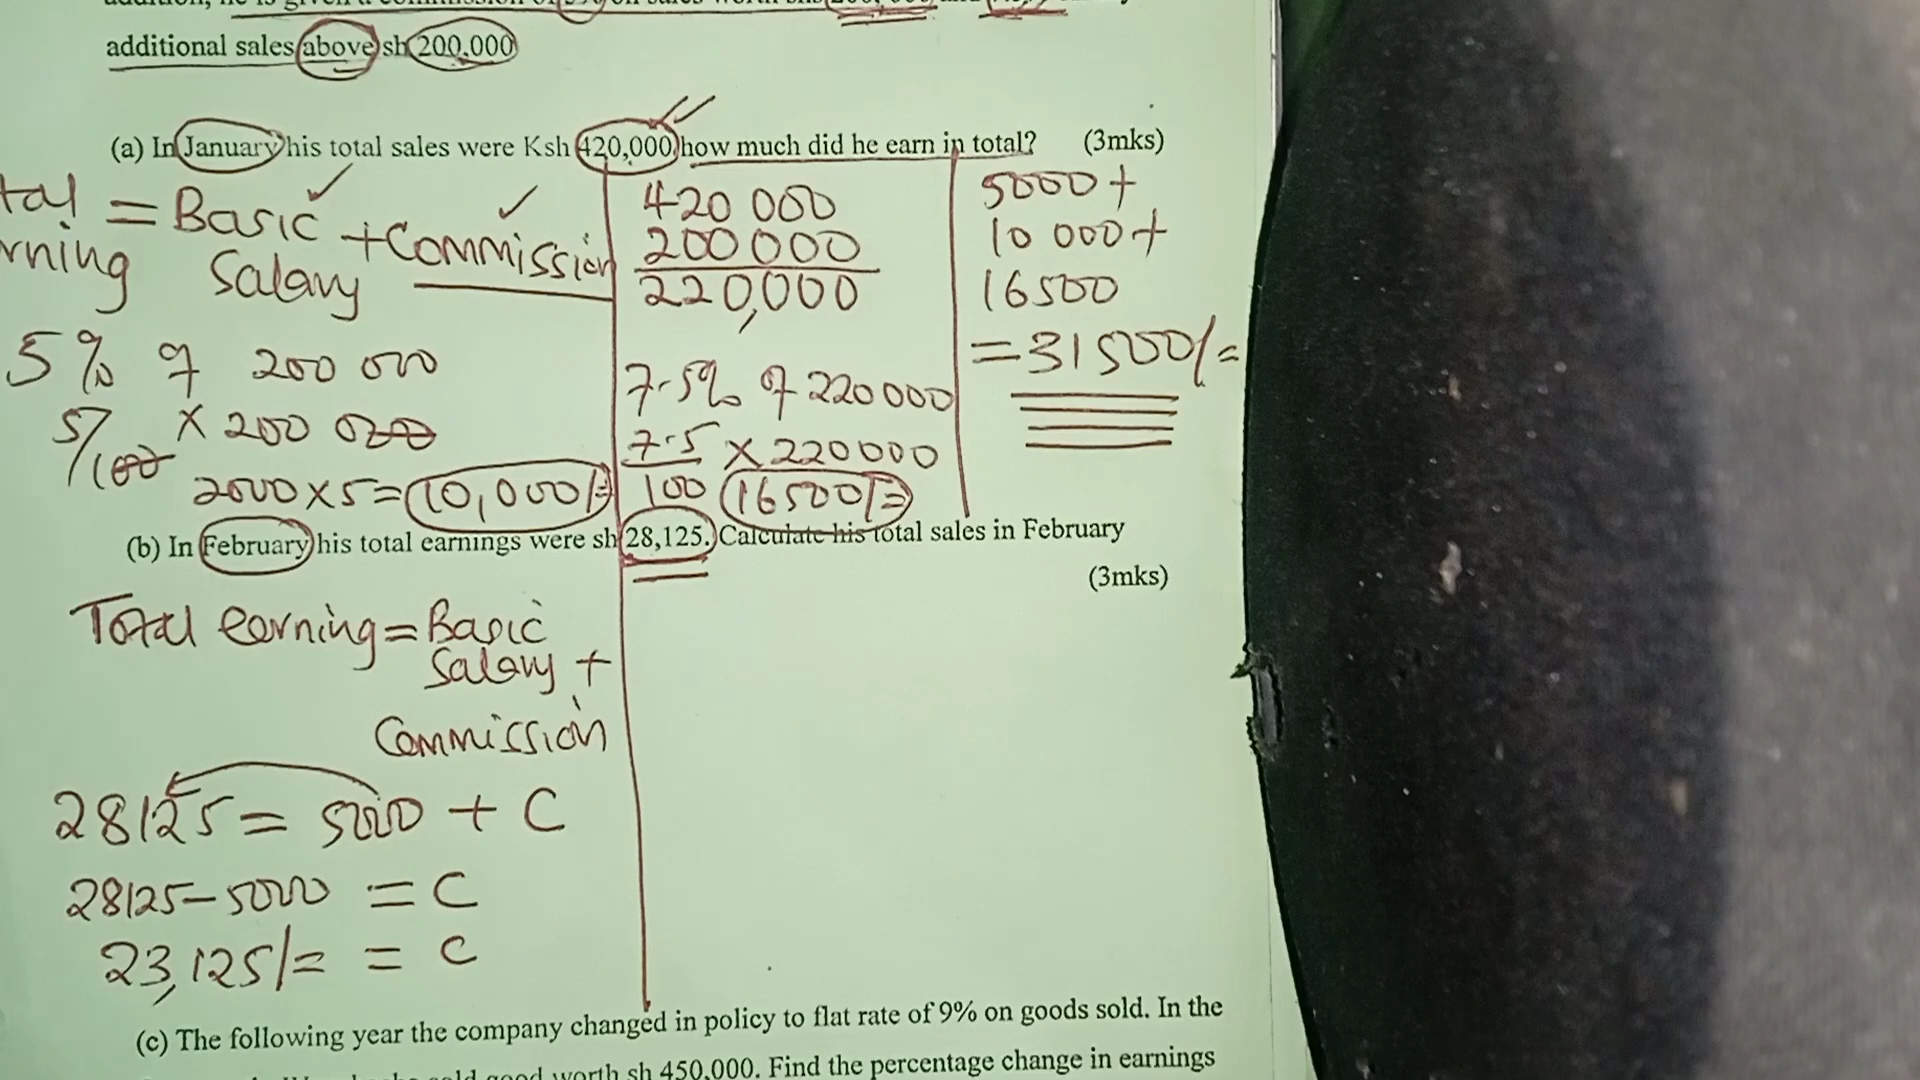 additional sales above sh 200,000
(a) In January his total sales were Ksh 420,000 how much did he earn in total? (3mks)
= Basic + Commission
Salary
5% of 200 000
5/100 × 200 000
2000 × 5 = 10,000/=
420 000
200 000
220,000
7.5% of 220000
7.5 × 220000
100 16500/=
5000 +
10 000 +
16500
= 31500/=
(b) In February his total earnings were sh 28,125. Calculate his total sales in February
(3mks)
Total earning = Basic
Salary +
Commission
28125 = 5000 + C
28125 - 5000 = C
23,125/= = C
(c) The following year the company changed in policy to flat rate of 9% on goods sold. In the
worth sh 450,000. Find the percentage change in earnings